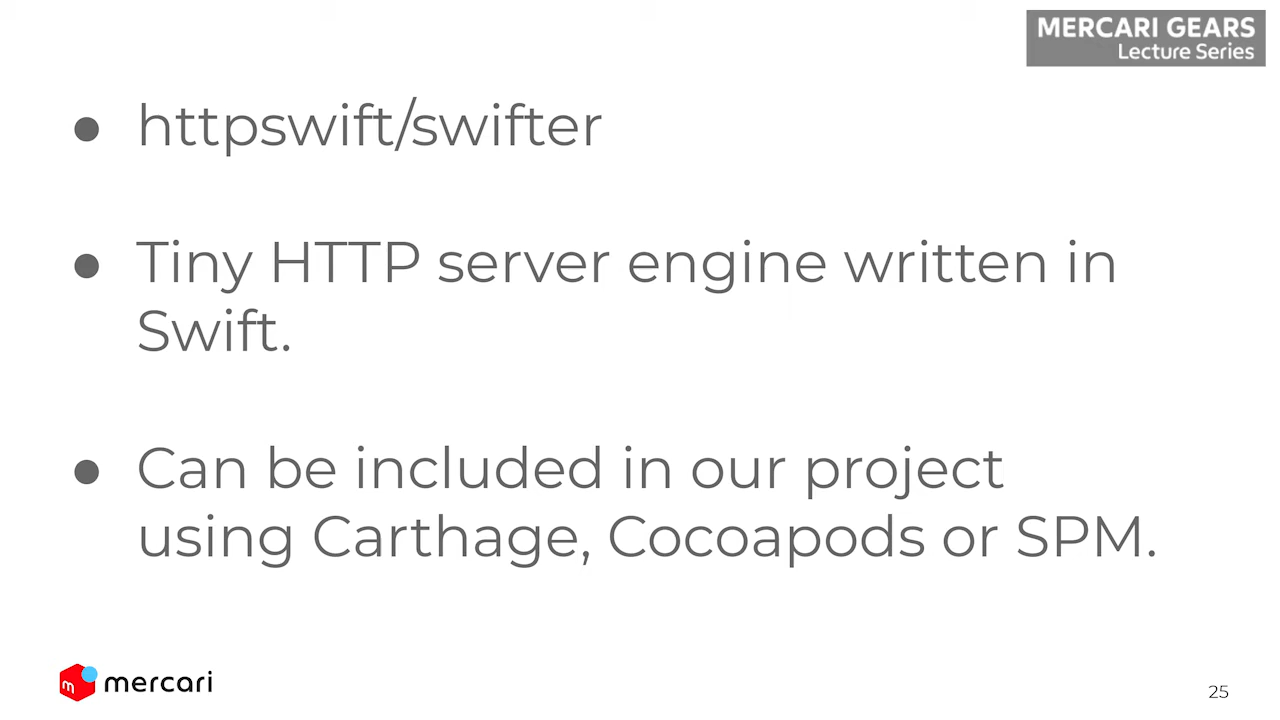 MERCARI GEARS
Lecture Series
● httpswift/swifter
● Tiny HTTP server engine written in
Swift.
● Can be included in our project
using Carthage, Cocoapods or SPM.
m mercari
25